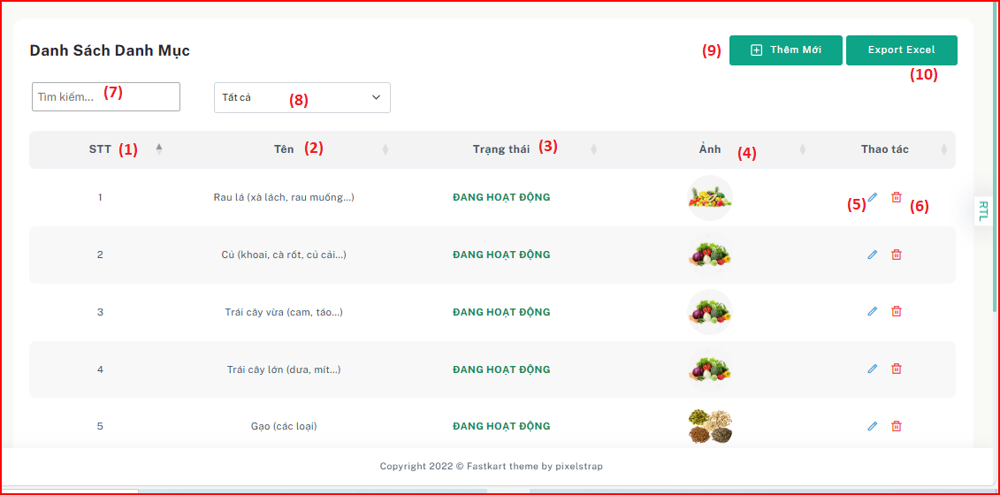 Danh Sách Danh Mục
(9)
Thêm Mới
Export Excel
(10)
Tìm kiếm...
(7)
Tất cả
(8)
STT (1)
Tên (2)
Trạng thái (3)
Ảnh (4)
Thao tác
1
Rau lá (xà lách, rau muống...)
ĐANG HOẠT ĐỘNG
(5)
(6)
RTL
2
Củ (khoai, cà rốt, củ cải...)
ĐANG HOẠT ĐỘNG
3
Trái cây vừa (cam, táo...)
ĐANG HOẠT ĐỘNG
4
Trái cây lớn (dưa, mít...)
ĐANG HOẠT ĐỘNG
5
Gạo (các loại)
ĐANG HOẠT ĐỘNG
Copyright 2022 © Fastkart theme by pixelstrap